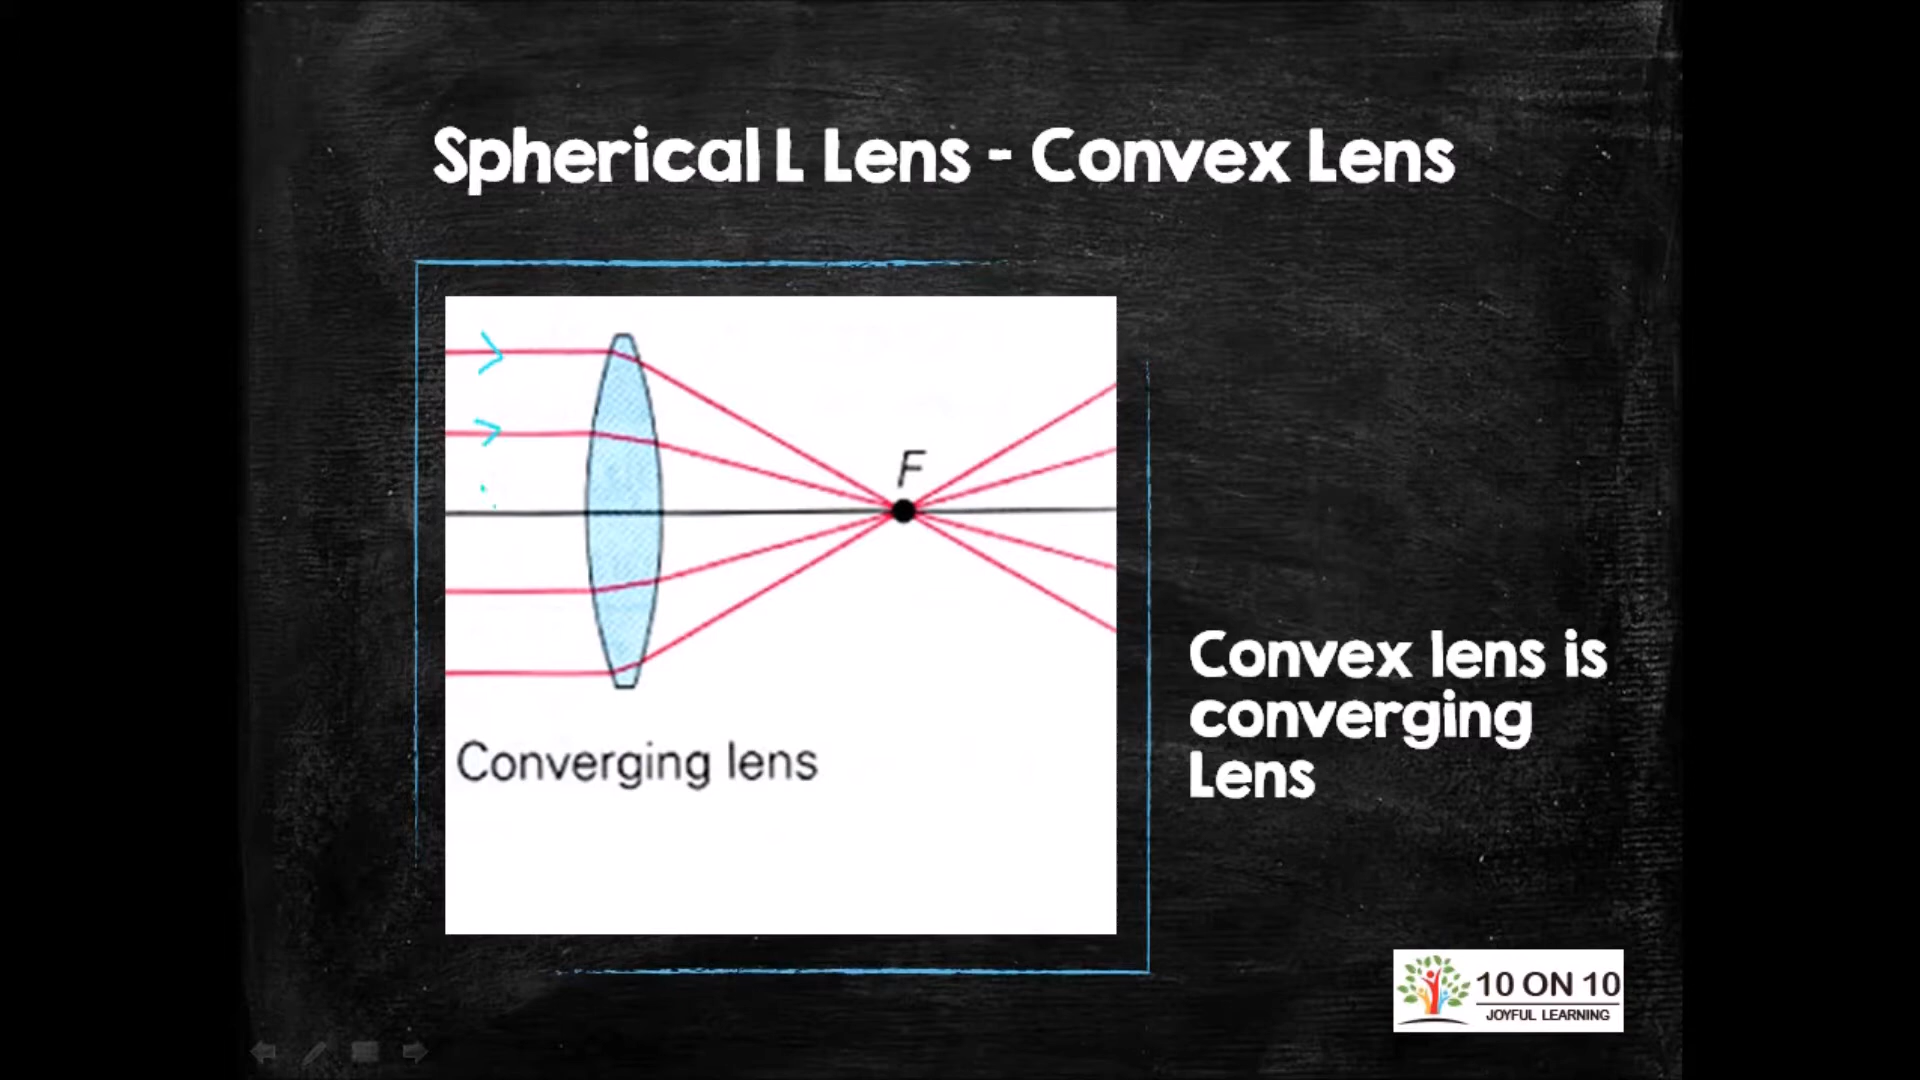 Spherical L Lens - Convex Lens
F
Converging lens
Convex lens is
converging
Lens
10 ON 10
JOYFUL LEARNING